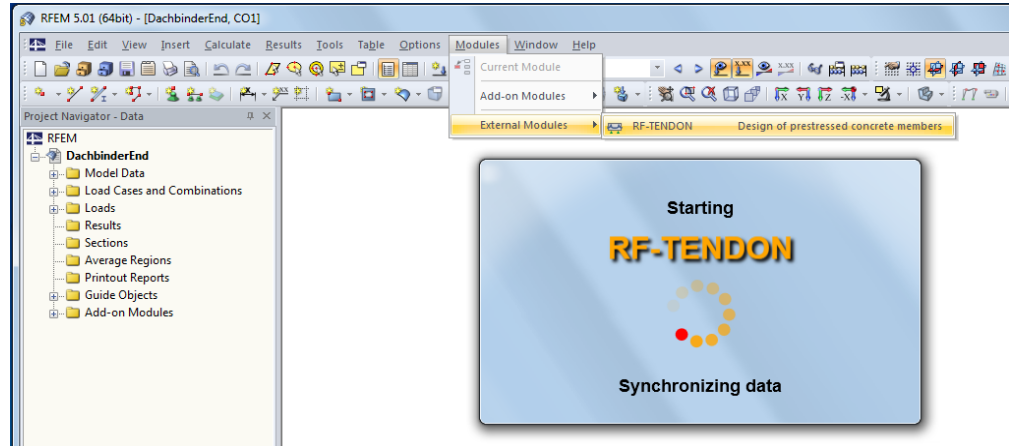 RFEM 5.01 (64bit) - [DachbinderEnd, CO1]
File Edit View Insert Calculate Results Tools Table Options Modules Window Help
Current Module
Add-on Modules
External Modules
RF-TENDON Design of prestressed concrete members
Project Navigator - Data
RFEM
DachbinderEnd
Model Data
Load Cases and Combinations
Loads
Results
Sections
Average Regions
Printout Reports
Guide Objects
Add-on Modules
Starting
RF-TENDON
Synchronizing data